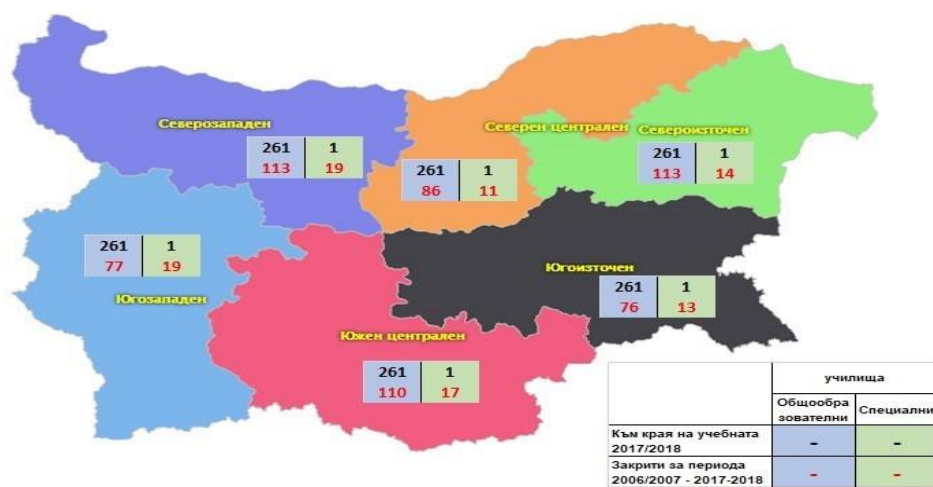 Северозападен
261 1
113 19
Северен централен
261 1
86 11
Североизточен
261 1
113 14
261 1
77 19
Югозападен
Югоизточен
261 1
76 13
Южен централен
261 1
110 17
училища
Общообра
зователни
Специални
Към края на учебната
2017/2018
- -
Закрити за периода
2006/2007 - 2017-2018
- -